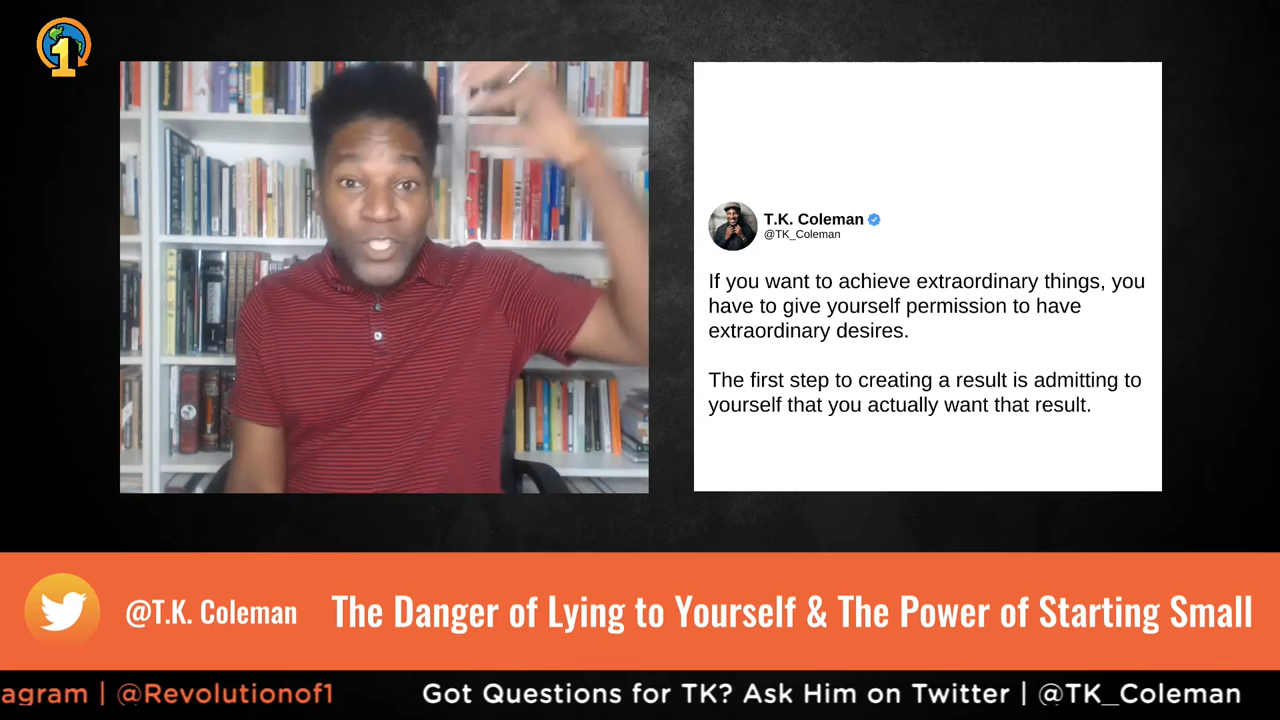 1
T.K. Coleman
@TK_Coleman
If you want to achieve extraordinary things, you
have to give yourself permission to have
extraordinary desires.
The first step to creating a result is admitting to
yourself that you actually want that result.
@T.K. Coleman
The Danger of Lying to Yourself & The Power of Starting Small
agram | @Revolutionof1
Got Questions for TK? Ask Him on Twitter | @TK_Coleman